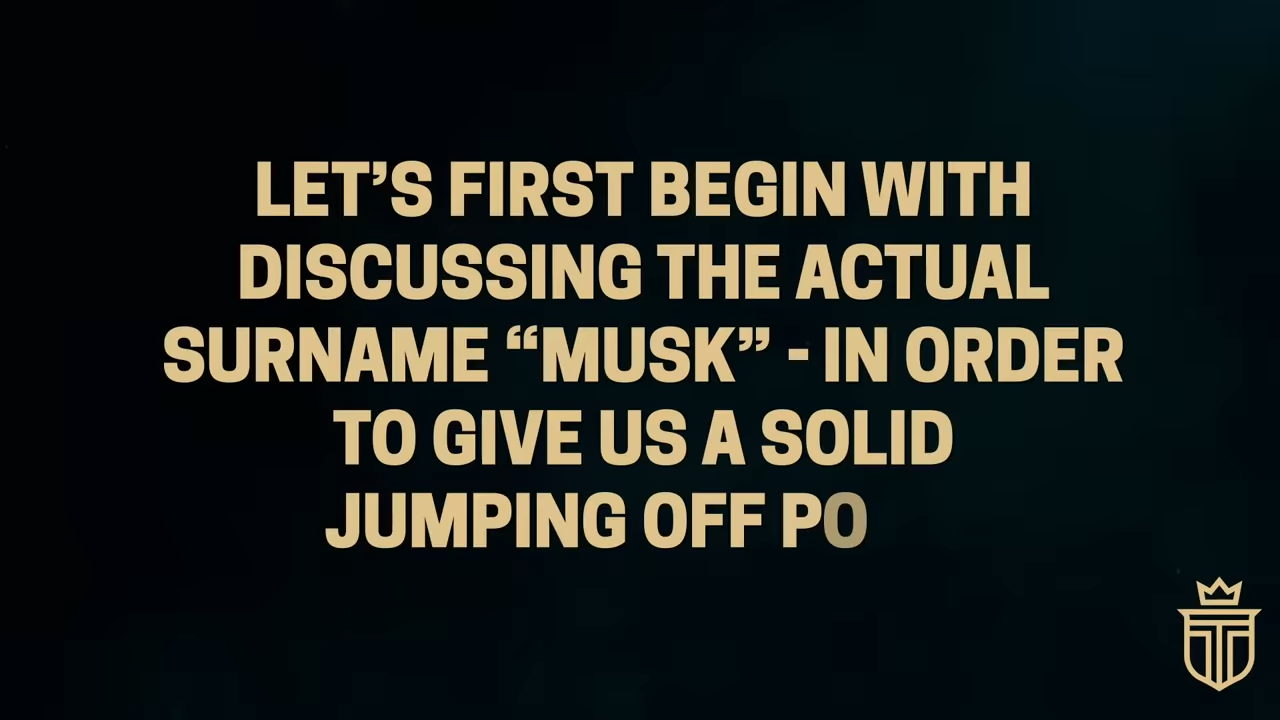 LET’S FIRST BEGIN WITH
DISCUSSING THE ACTUAL
SURNAME “MUSK” - IN ORDER
TO GIVE US A SOLID
JUMPING OFF PO